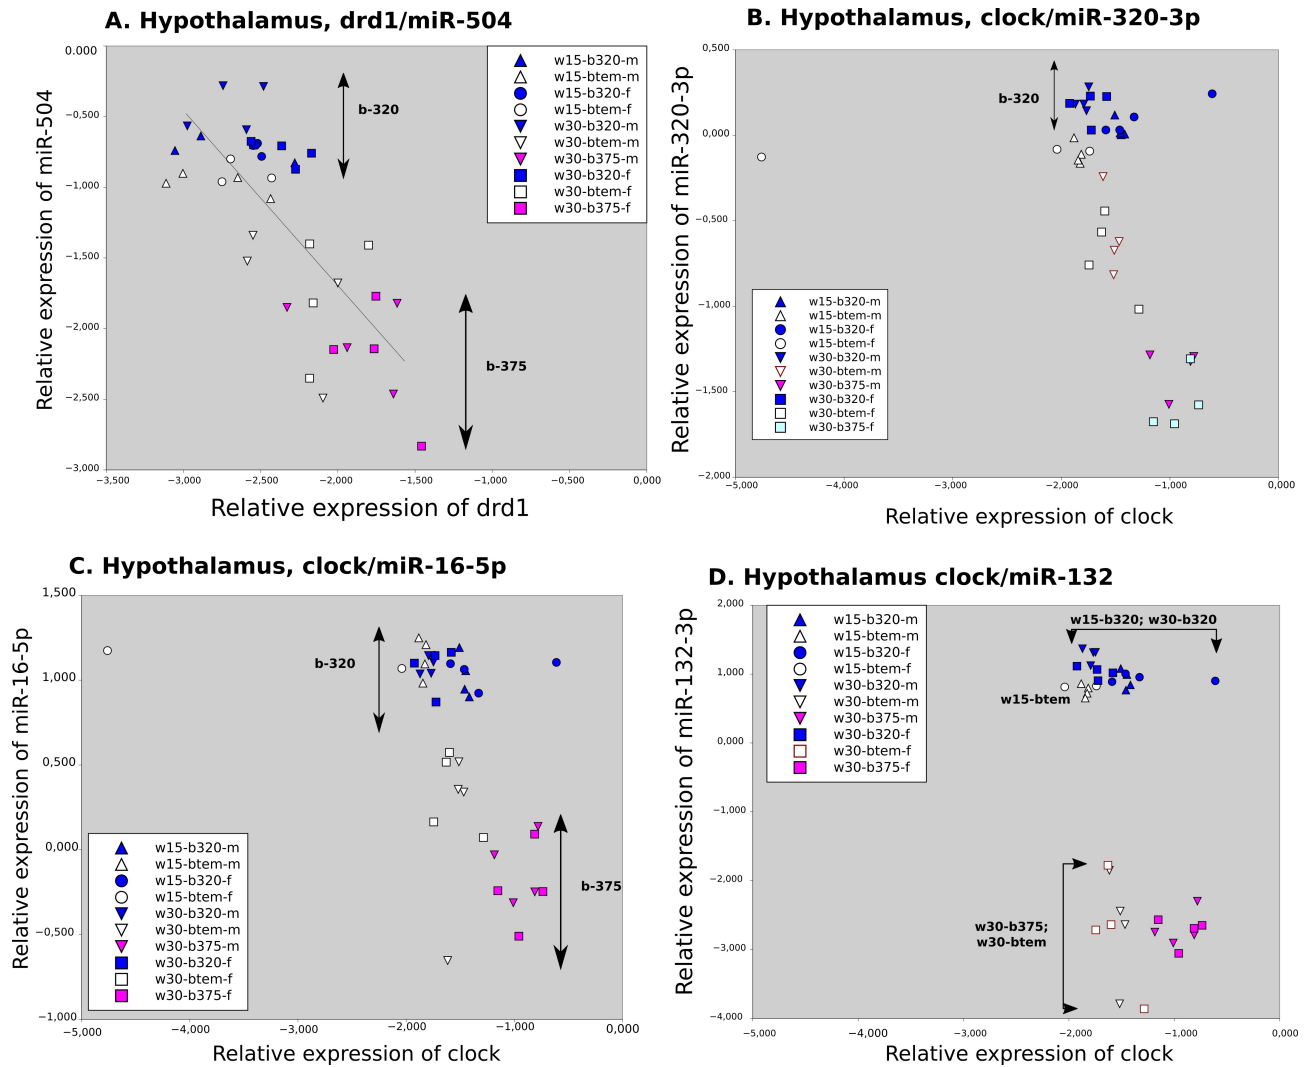 A. Hypothalamus, drd1/miR-504
Relative expression of miR-504
0.000
−0,500
−1,000
−1,500
−2,000
−2,500
−3,000
−3.500
−3,000
−2,500
−2,000
−1,500
−1,000
−0,500
0,000
Relative expression of drd1
b-320
b-375
w15-b320-m
w15-btem-m
w15-b320-f
w15-btem-f
w30-b320-m
w30-btem-m
w30-b375-m
w30-b320-f
w30-btem-f
w30-b375-f
B. Hypothalamus, clock/miR-320-3p
Relative expression of miR-320-3p
0,500
0,000
−0,500
−1,000
−1,500
−2,000
−5,000
−4,000
−3,000
−2,000
−1,000
0,000
Relative expression of clock
b-320
w15-b320-m
w15-btem-m
w15-b320-f
w15-btem-f
w30-b320-m
w30-btem-m
w30-b375-m
w30-b320-f
w30-btem-f
w30-b375-f
C. Hypothalamus, clock/miR-16-5p
Relative expression of miR-16-5p
1,500
1,000
0,500
0,000
−0,500
−1,000
−5,000
−4,000
−3,000
−2,000
−1,000
0,000
Relative expression of clock
b-320
b-375
w15-b320-m
w15-btem-m
w15-b320-f
w15-btem-f
w30-b320-m
w30-btem-m
w30-b375-m
w30-b320-f
w30-btem-f
w30-b375-f
D. Hypothalamus clock/miR-132
Relative expression of miR-132-3p
2,000
1,000
0,000
−1,000
−2,000
−3,000
−4,000
−5,000
−4,000
−3,000
−2,000
−1,000
0,000
Relative expression of clock
w15-b320-m
w15-btem-m
w15-b320-f
w15-btem-f
w30-b320-m
w30-btem-m
w30-b375-m
w30-b320-f
w30-btem-f
w30-b375-f
w15-b320; w30-b320
w15-btem
w30-b375;
w30-btem